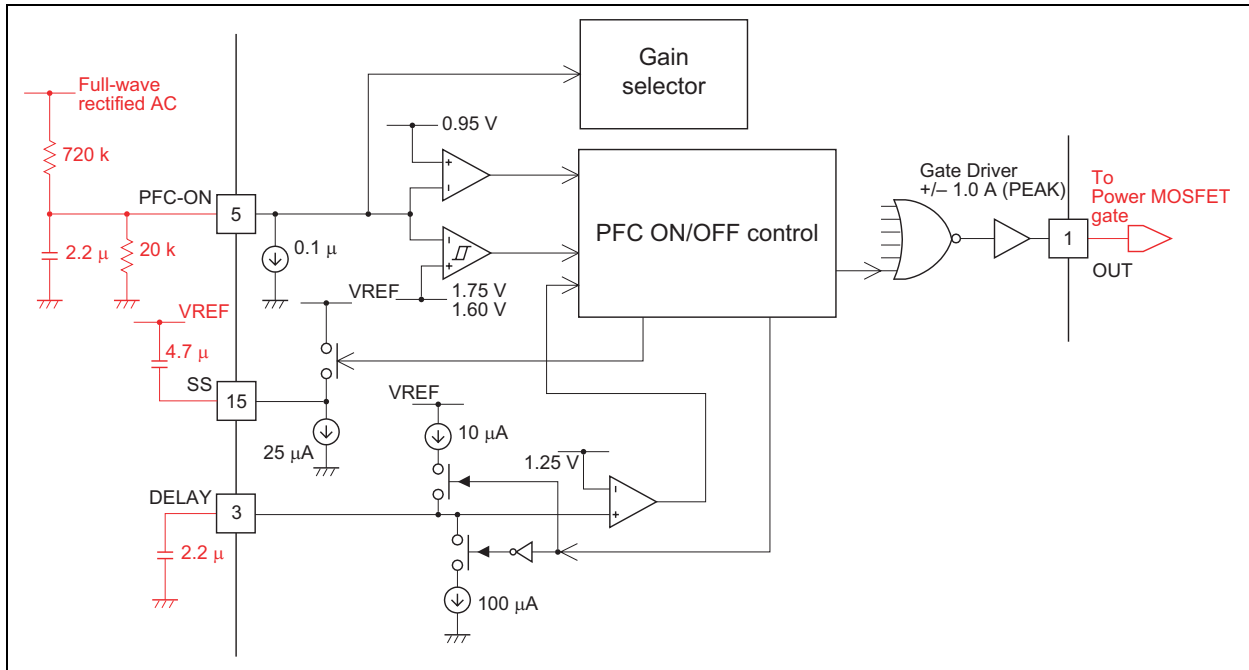 Gain
selector
Full-wave
rectified AC
0.95 V
720 k
PFC-ON
5
Gate Driver
+/– 1.0 A (PEAK)
To
Power MOSFET
gate
PFC ON/OFF control
1
OUT
2.2 μ
20 k
0.1 μ
VREF
1.75 V
1.60 V
VREF
4.7 μ
SS
15
VREF
25 μA
10 μA
1.25 V
DELAY
3
2.2 μ
100 μA